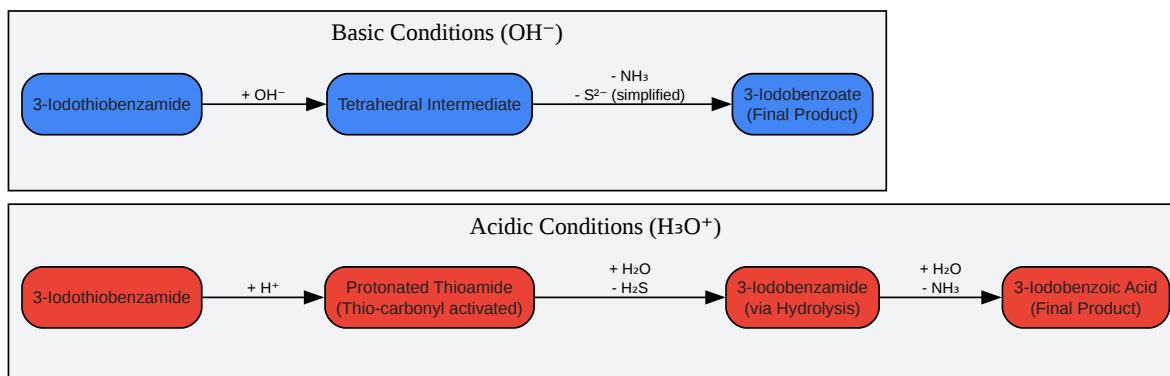 Basic Conditions (OH⁻)
3-Iodothiobenzamide
+ OH⁻
Tetrahedral Intermediate
- NH₃
- S²⁻ (simplified)
3-Iodobenzoate
(Final Product)
Acidic Conditions (H₃O⁺)
3-Iodothiobenzamide
+ H⁺
Protonated Thioamide
(Thio-carbonyl activated)
+ H₂O
- H₂S
3-Iodobenzamide
(via Hydrolysis)
+ H₂O
- NH₃
3-Iodobenzoic Acid
(Final Product)